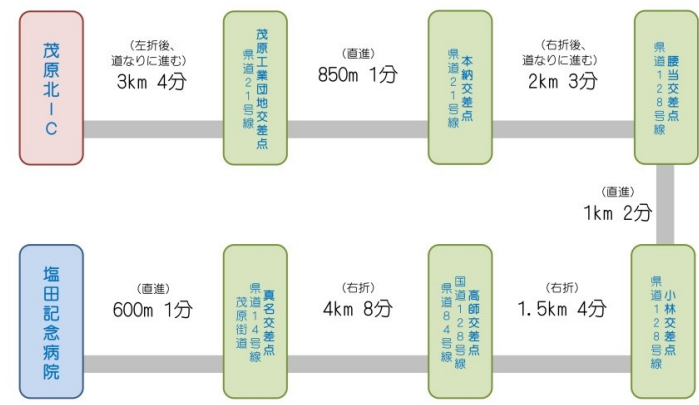 茂原北IC
(左折後、
道なりに進む)
3km 4分
茂原工業団地交差点
県道21号線
(直進)
850m 1分
本納交差点
県道21号線
(右折後、
道なりに進む)
2km 3分
腰当交差点
県道128号線
(直進)
1km 2分
小林交差点
県道128号線
(右折)
1.5km 4分
高師交差点
国道128号線
県道84号線
(右折)
4km 8分
真名交差点
県道14号線
茂原街道
(直進)
600m 1分
塩田記念病院